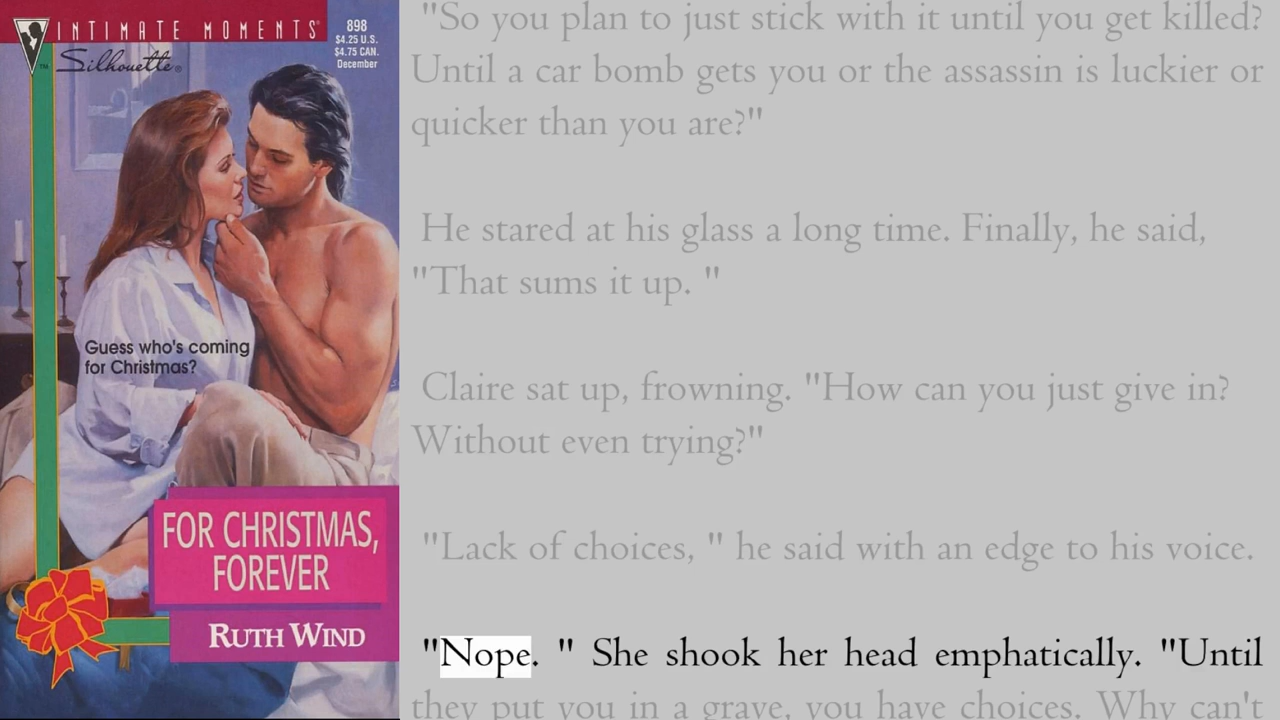 INTIMATE MOMENTS®
Silhouette®
898
$4.25 U.S.
$4.75 CAN.
December
TM
Guess who's coming
for Christmas?
FOR CHRISTMAS,
FOREVER
RUTH WIND
"So you plan to just stick with it until you get killed?
Until a car bomb gets you or the assassin is luckier or
quicker than you are?"
He stared at his glass a long time. Finally, he said,
"That sums it up. "
Claire sat up, frowning. "How can you just give in?
Without even trying?"
"Lack of choices, " he said with an edge to his voice.
"Nope. " She shook her head emphatically. "Until
they put you in a grave, you have choices. Why can't